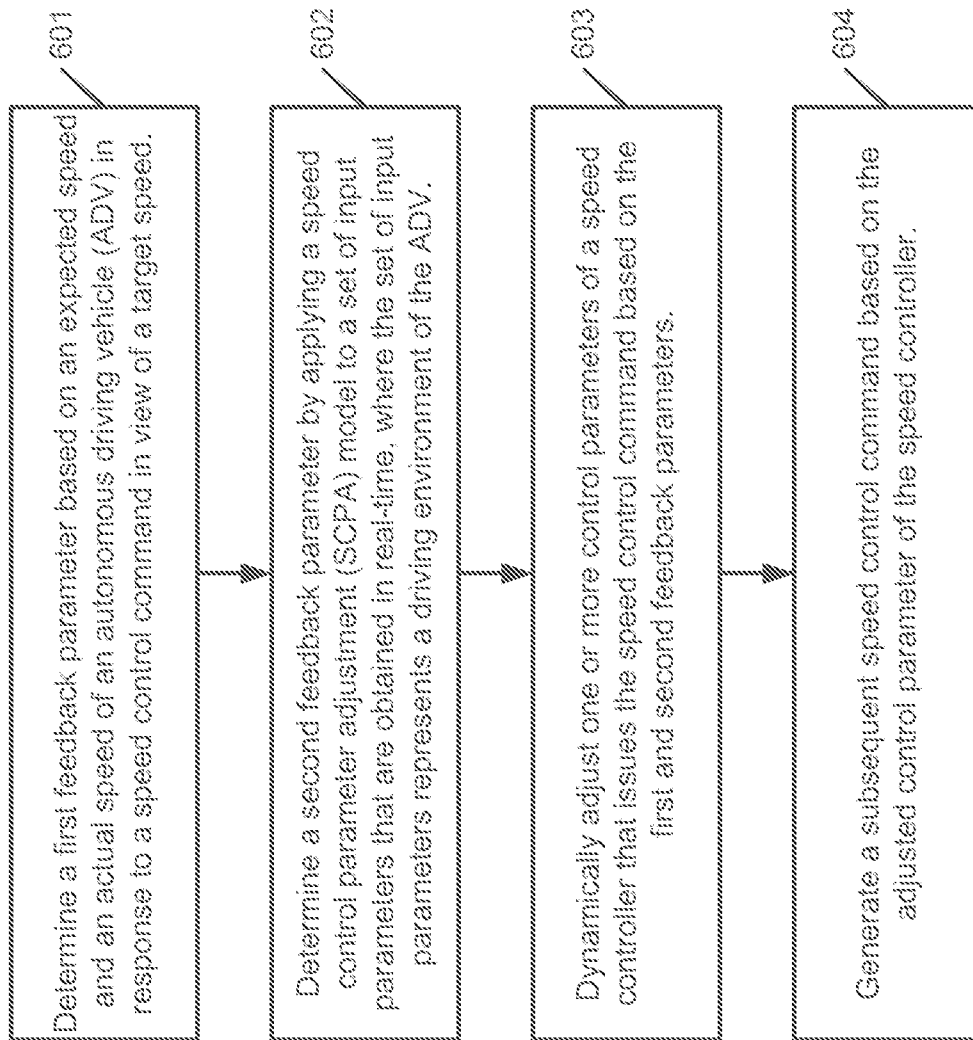 Determine a first feedback parameter based on an expected speed
and an actual speed of an autonomous driving vehicle (ADV) in
response to a speed control command in view of a target speed.
601
Determine a second feedback parameter by applying a speed
control parameter adjustment (SCPA) model to a set of input
parameters that are obtained in real-time, where the set of input
parameters represents a driving environment of the ADV.
602
Dynamically adjust one or more control parameters of a speed
controller that issues the speed control command based on the
first and second feedback parameters.
603
Generate a subsequent speed control command based on the
adjusted control parameter of the speed controller.
604